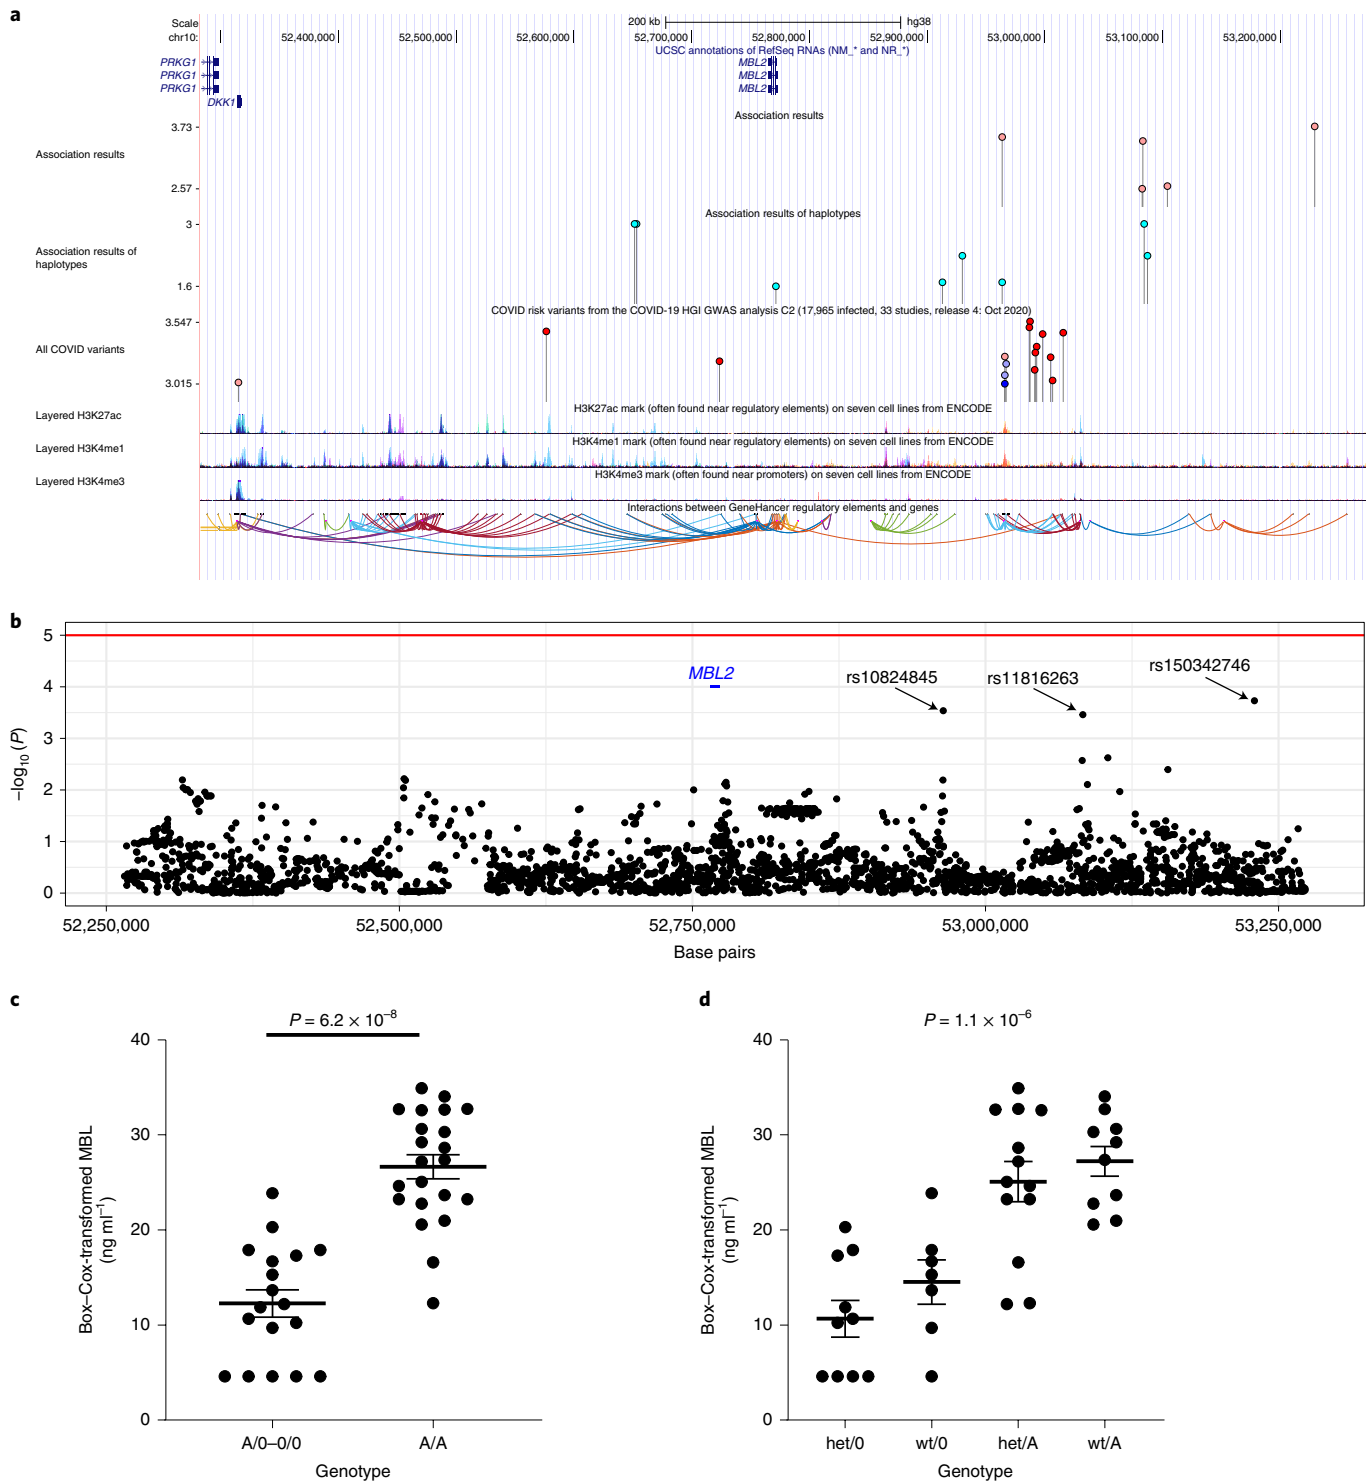 a
Scale 200 kb hg38
chr10: 52,400,000 52,500,000 52,600,000 52,700,000 52,800,000 52,900,000 53,000,000 53,100,000 53,200,000
UCSC annotations of RefSeq RNAs (NM_* and NR_*)
PRKG1 MBL2
PRKG1 MBL2
PRKG1 MBL2
DKK1
Association results
3.73
Association results
2.57
Association results of haplotypes
3
Association results of
haplotypes
1.6
COVID risk variants from the COVID-19 HGI GWAS analysis C2 (17,965 infected, 33 studies, release 4: Oct 2020)
3.547
All COVID variants
3.015
Layered H3K27ac H3K27ac mark (often found near regulatory elements) on seven cell lines from ENCODE
Layered H3K4me1 H3K4me1 mark (often found near regulatory elements) on seven cell lines from ENCODE
Layered H3K4me3 H3K4me3 mark (often found near promoters) on seven cell lines from ENCODE
Interactions between GeneHancer regulatory elements and genes
b
5
4
3
2
1
0
–log10 (P)
MBL2
rs10824845
rs11816263
rs150342746
52,250,000 52,500,000 52,750,000 53,000,000 53,250,000
Base pairs
c
P = 6.2 × 10–8
40
30
20
10
0
Box–Cox-transformed MBL
(ng ml–1)
A/0–0/0 A/A
Genotype
d
P = 1.1 × 10–6
40
30
20
10
0
Box–Cox-transformed MBL
(ng ml–1)
het/0 wt/0 het/A wt/A
Genotype